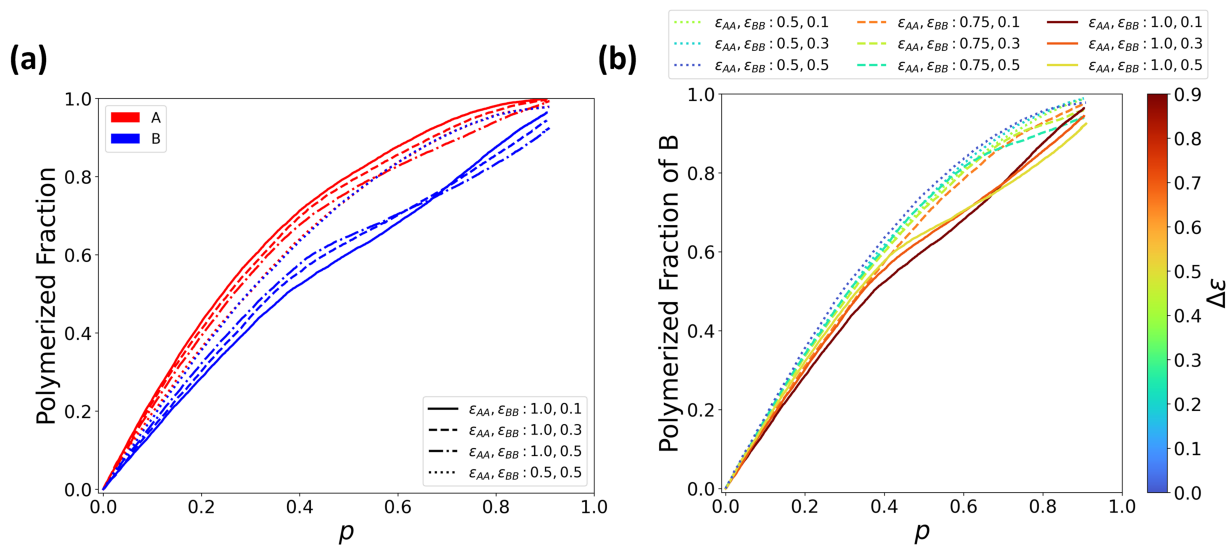 (a)
Polymerized Fraction
1.0
0.8
0.6
0.4
0.2
0.0
A
B
ε_AA, ε_BB : 1.0, 0.1
ε_AA, ε_BB : 1.0, 0.3
ε_AA, ε_BB : 1.0, 0.5
ε_AA, ε_BB : 0.5, 0.5
0.0 0.2 0.4 0.6 0.8 1.0
p
(b)
ε_AA, ε_BB : 0.5, 0.1 ε_AA, ε_BB : 0.75, 0.1 ε_AA, ε_BB : 1.0, 0.1
ε_AA, ε_BB : 0.5, 0.3 ε_AA, ε_BB : 0.75, 0.3 ε_AA, ε_BB : 1.0, 0.3
ε_AA, ε_BB : 0.5, 0.5 ε_AA, ε_BB : 0.75, 0.5 ε_AA, ε_BB : 1.0, 0.5
Polymerized Fraction of B
1.0
0.8
0.6
0.4
0.2
0.0
0.0 0.2 0.4 0.6 0.8 1.0
p
0.9
0.8
0.7
0.6
0.5
0.4
0.3
0.2
0.1
0.0
Δε